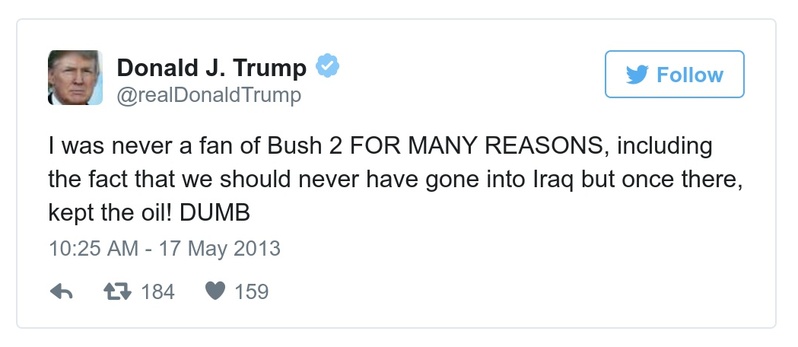 Donald J. Trump
@realDonaldTrump
Follow
I was never a fan of Bush 2 FOR MANY REASONS, including
the fact that we should never have gone into Iraq but once there,
kept the oil! DUMB
10:25 AM - 17 May 2013
184 159